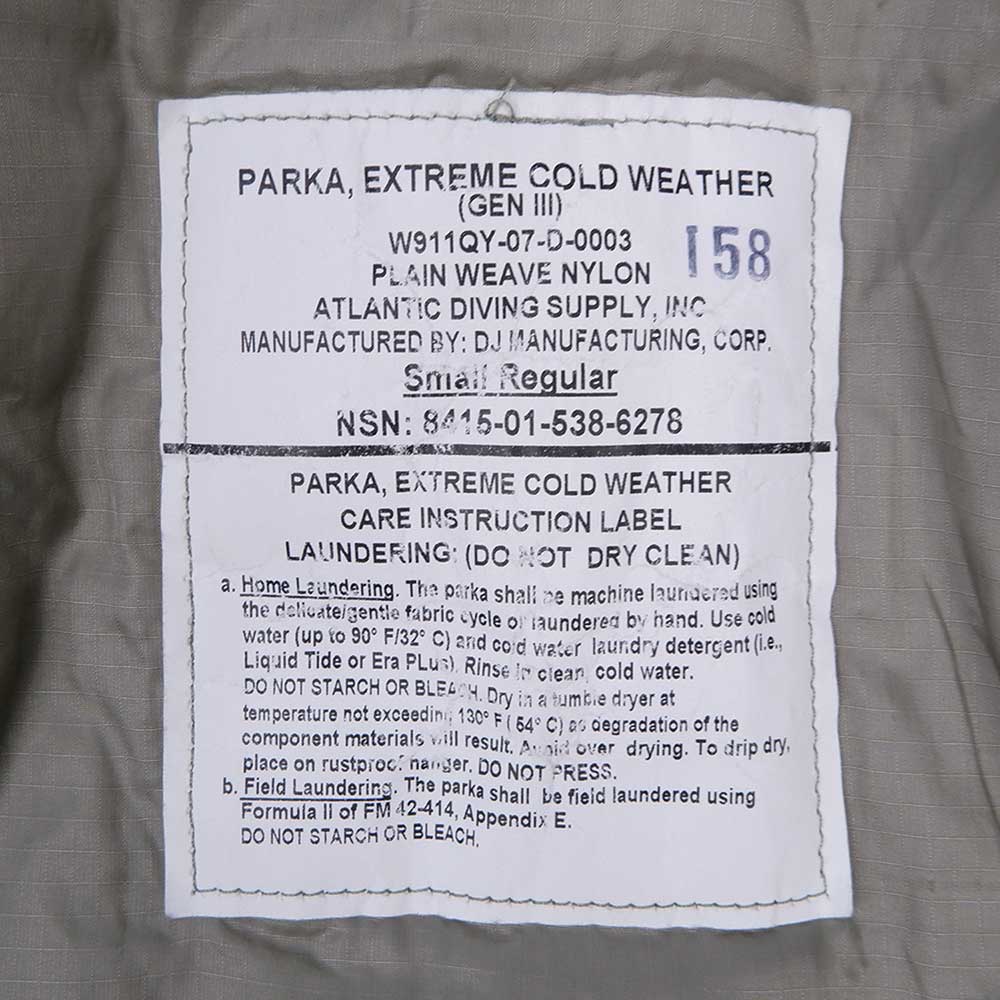 PARKA, EXTREME COLD WEATHER
(GEN III)
W911QY-07-D-0003
158
PLAIN WEAVE NYLON
ATLANTIC DIVING SUPPLY, INC
MANUFACTURED BY: DJ MANUFACTURING, CORP.
Small Regular
NSN: 8415-01-538-6278
PARKA, EXTREME COLD WEATHER
CARE INSTRUCTION LABEL
LAUNDERING: (DO NOT DRY CLEAN)
a. Home Laundering. The parka shall be machine laundered using
the delicate/gentle fabric cycle or laundered by hand. Use cold
water (up to 90° F/32° C) and cold water laundry detergent (i.e.,
Liquid Tide or Era PLus). Rinse in clean, cold water.
DO NOT STARCH OR BLEACH. Dry in a tumble dryer at
temperature not exceeding 130° F ( 54° C) as degradation of the
component materials will result. Avoid over drying. To drip dry,
place on rustproof hanger. DO NOT PRESS.
b. Field Laundering. The parka shall be field laundered using
Formula II of FM 42-414, Appendix E.
DO NOT STARCH OR BLEACH.